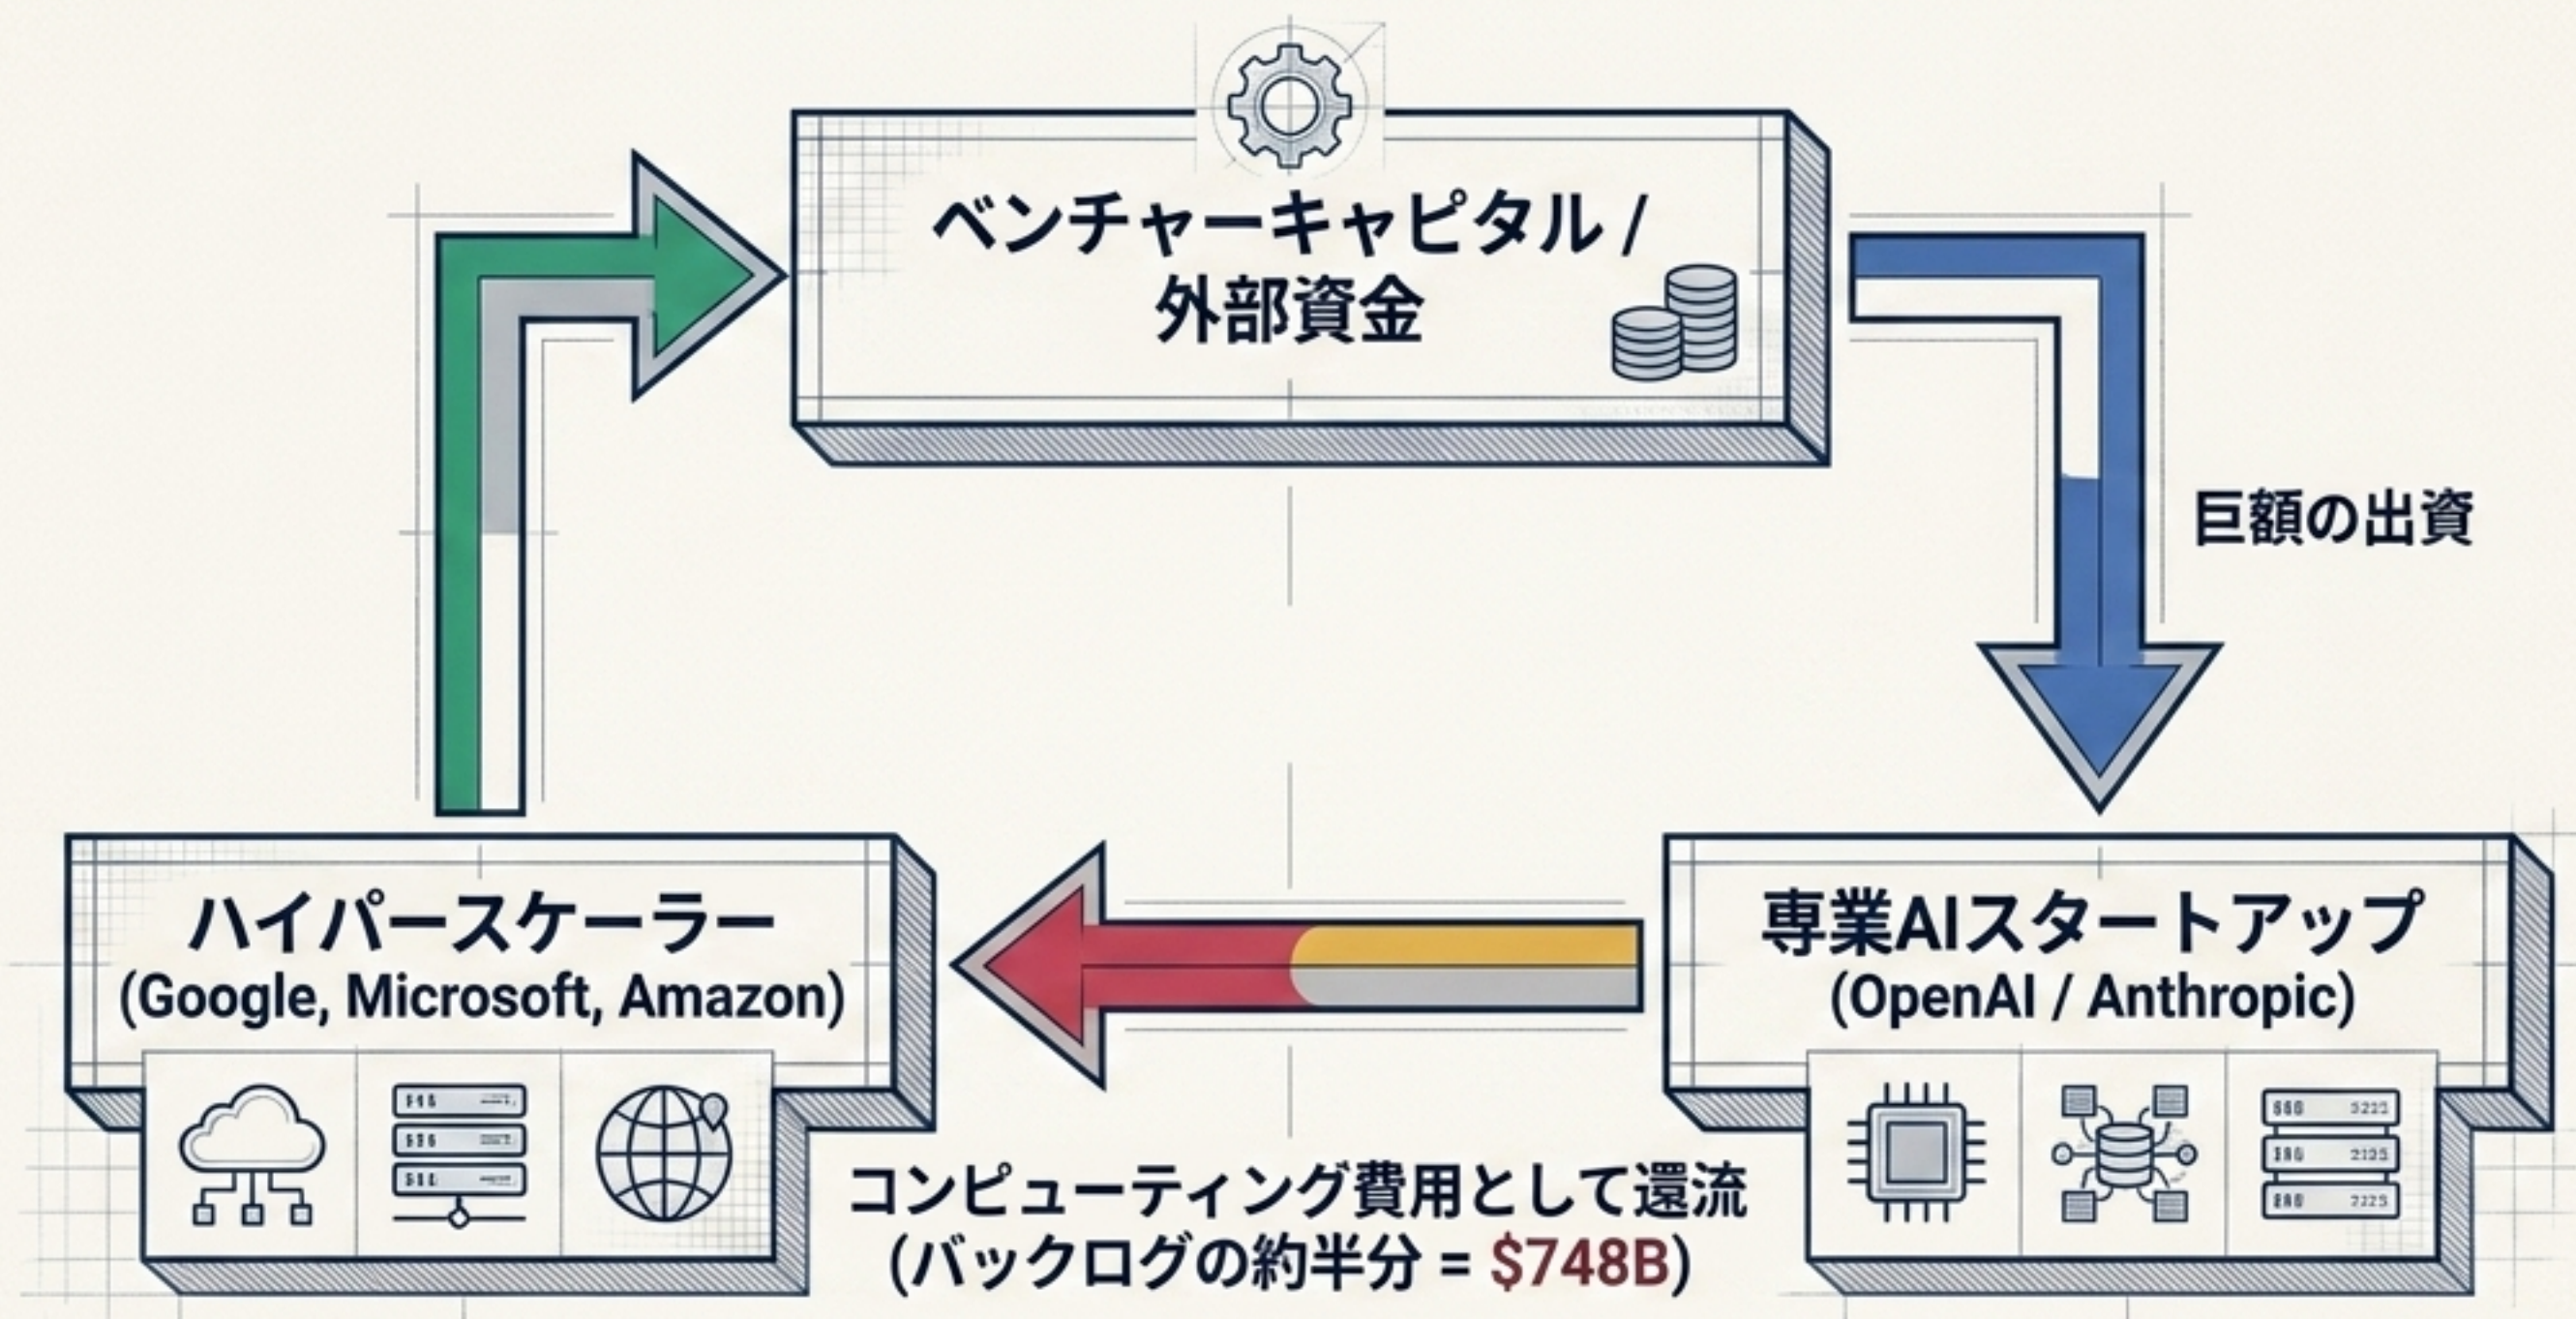 ベンチャーキャピタル /
外部資金
巨額の出資
ハイパースケーラー
(Google, Microsoft, Amazon)
専業AIスタートアップ
(OpenAI / Anthropic)
コンピューティング費用として還流
(バックログの約半分 = $748B)